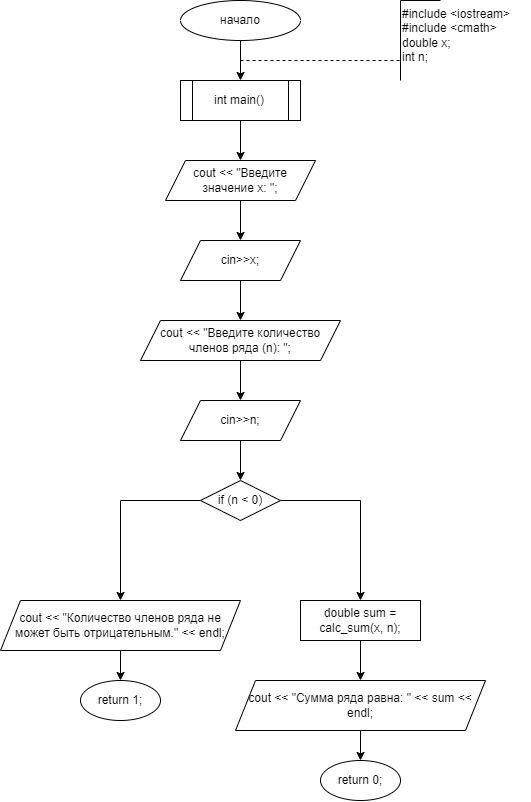 начало
#include <iostream>
#include <cmath>
double x;
int n;
int main()
cout << "Введите
значение x: ";
cin>>x;
cout << "Введите количество
членов ряда (n): ";
cin>>n;
if (n < 0)
cout << "Количество членов ряда не
может быть отрицательным." << endl;
double sum =
calc_sum(x, n);
return 1;
cout << "Сумма ряда равна: " << sum <<
endl;
return 0;